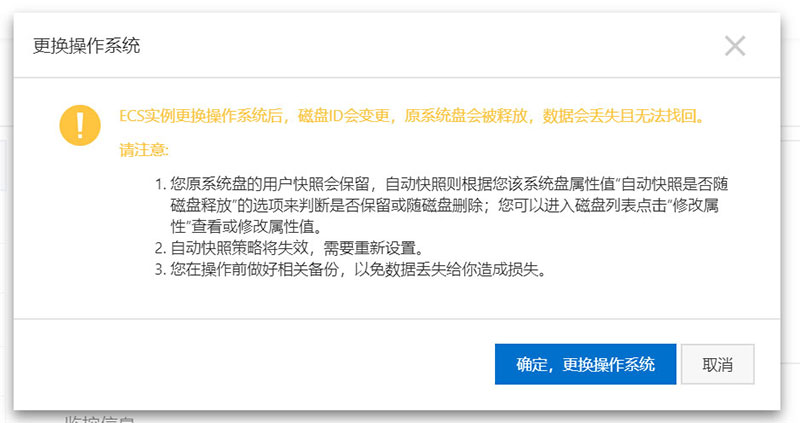 更换操作系统
ECS实例更换操作系统后，磁盘ID会变更，原系统盘会被释放，数据会丢失且无法找回。
请注意:
1. 您原系统盘的用户快照会保留，自动快照则根据您该系统盘属性值“自动快照是否随
磁盘释放”的选项来判断是否保留或随磁盘删除；您可以进入磁盘列表点击“修改属
性”查看或修改属性值。
2. 自动快照策略将失效，需要重新设置。
3. 您在操作前做好相关备份，以免数据丢失给你造成损失。
确定，更换操作系统
取消
监控信息